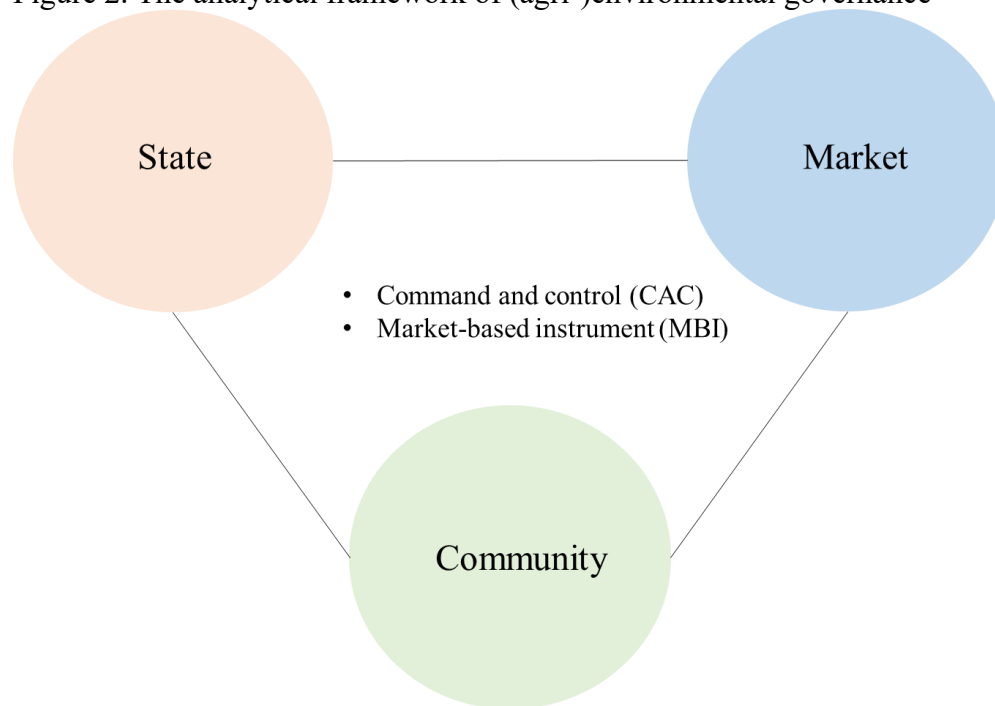 Figure 2. The analytical framework of (agri-)environmental governance
State
Market
• Command and control (CAC)
• Market-based instrument (MBI)
Community